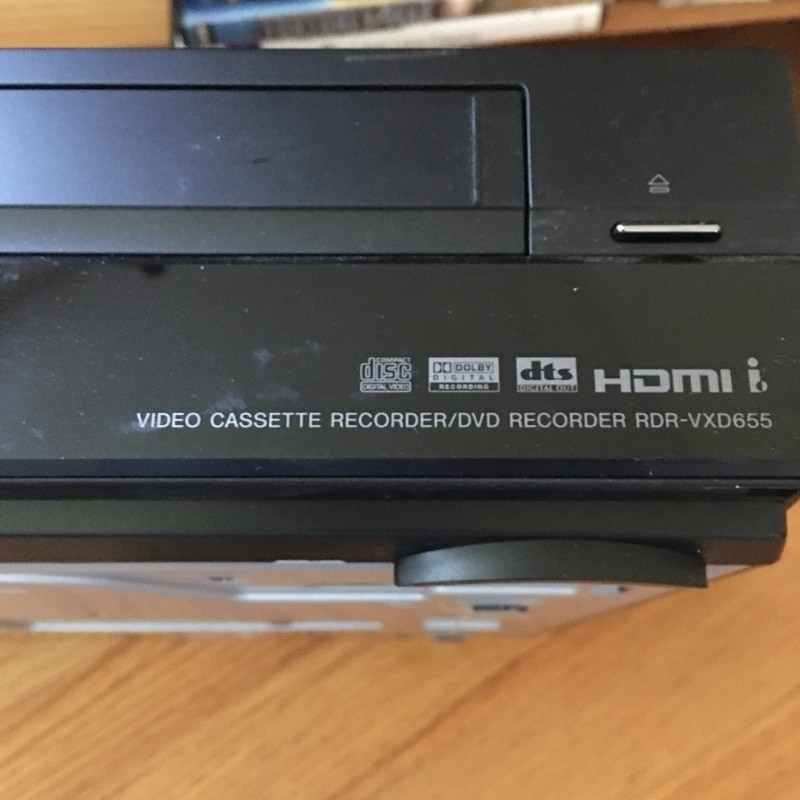 COMPACT disc DIGITAL VIDEO DOLBY DIGITAL RECORDING dts DIGITAL OUT HDMI i
VIDEO CASSETTE RECORDER/DVD RECORDER RDR-VXD655